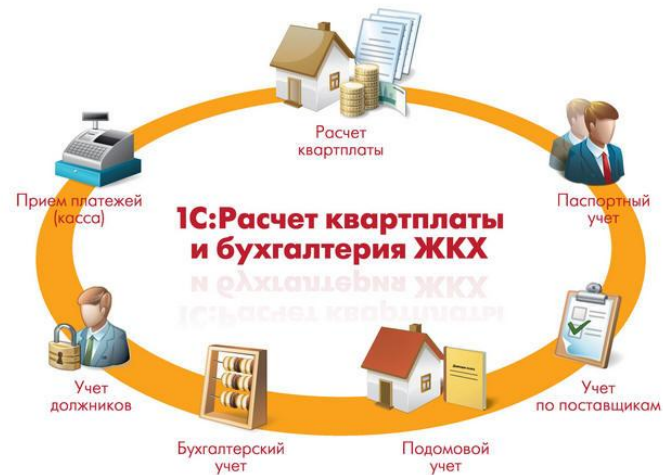 Расчет
квартплаты
Прием платежей
(касса)
Паспортный
учет
1С:Расчет квартплаты
и бухгалтерия ЖКХ
Учет
должников
Учет
по поставщикам
Бухгалтерский
учет
Подомовой
учет